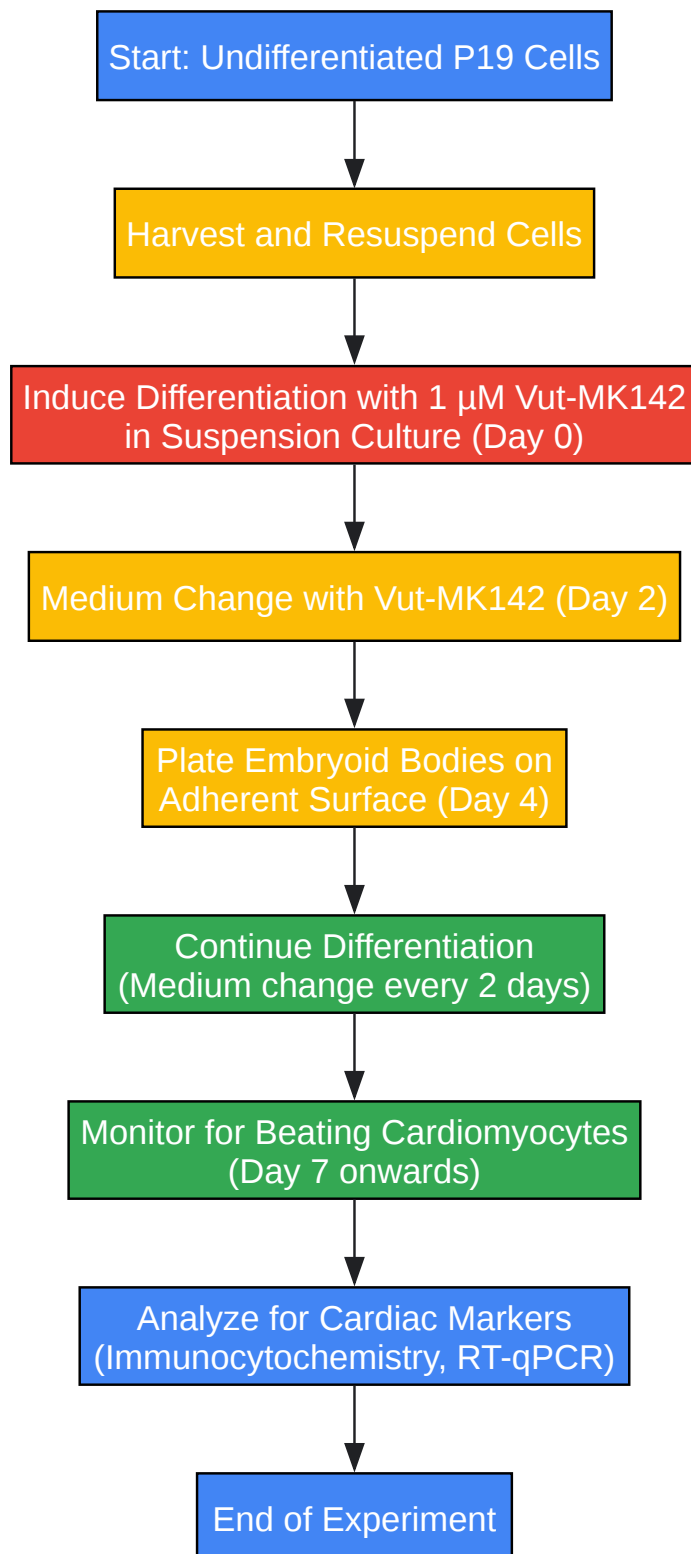 Start: Undifferentiated P19 Cells
Harvest and Resuspend Cells
Induce Differentiation with 1 µM Vut-MK142
in Suspension Culture (Day 0)
Medium Change with Vut-MK142 (Day 2)
Plate Embryoid Bodies on
Adherent Surface (Day 4)
Continue Differentiation
(Medium change every 2 days)
Monitor for Beating Cardiomyocytes
(Day 7 onwards)
Analyze for Cardiac Markers
(Immunocytochemistry, RT-qPCR)
End of Experiment